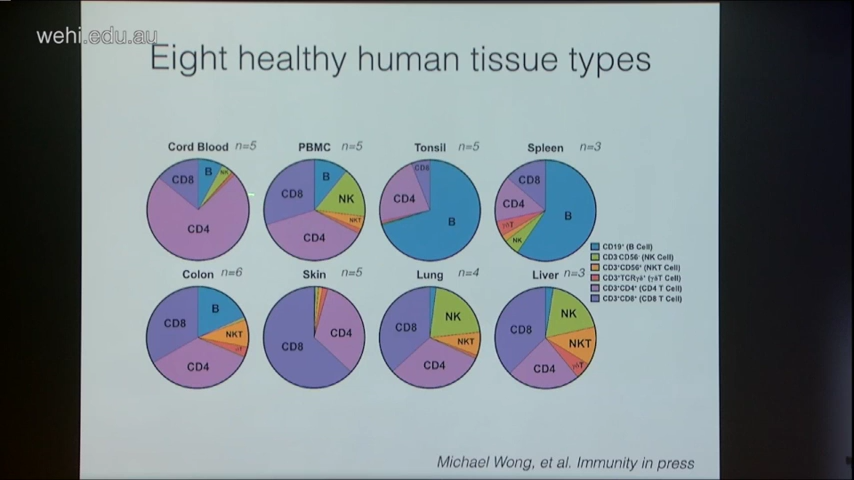 wehi.edu.au
Eight healthy human tissue types
Cord Blood n=5
B
NK
CD8
CD4
PBMC n=5
B
CD8
NK
NKT
CD4
Tonsil n=5
CD8
CD4
B
Spleen n=3
CD8
CD4
B
γδT
NK
CD19⁺ (B Cell)
CD3⁻CD56⁻ (NK Cell)
CD3⁺CD56⁺ (NKT Cell)
CD3⁺TCRγδ⁺ (γδT Cell)
CD3⁺CD4⁺ (CD4 T Cell)
CD3⁺CD8⁺ (CD8 T Cell)
Colon n=6
B
CD8
NKT
CD4
Skin n=5
CD4
CD8
Lung n=4
NK
CD8
NKT
CD4
Liver n=3
NK
CD8
NKT
γδT
CD4
Michael Wong, et al. Immunity in press